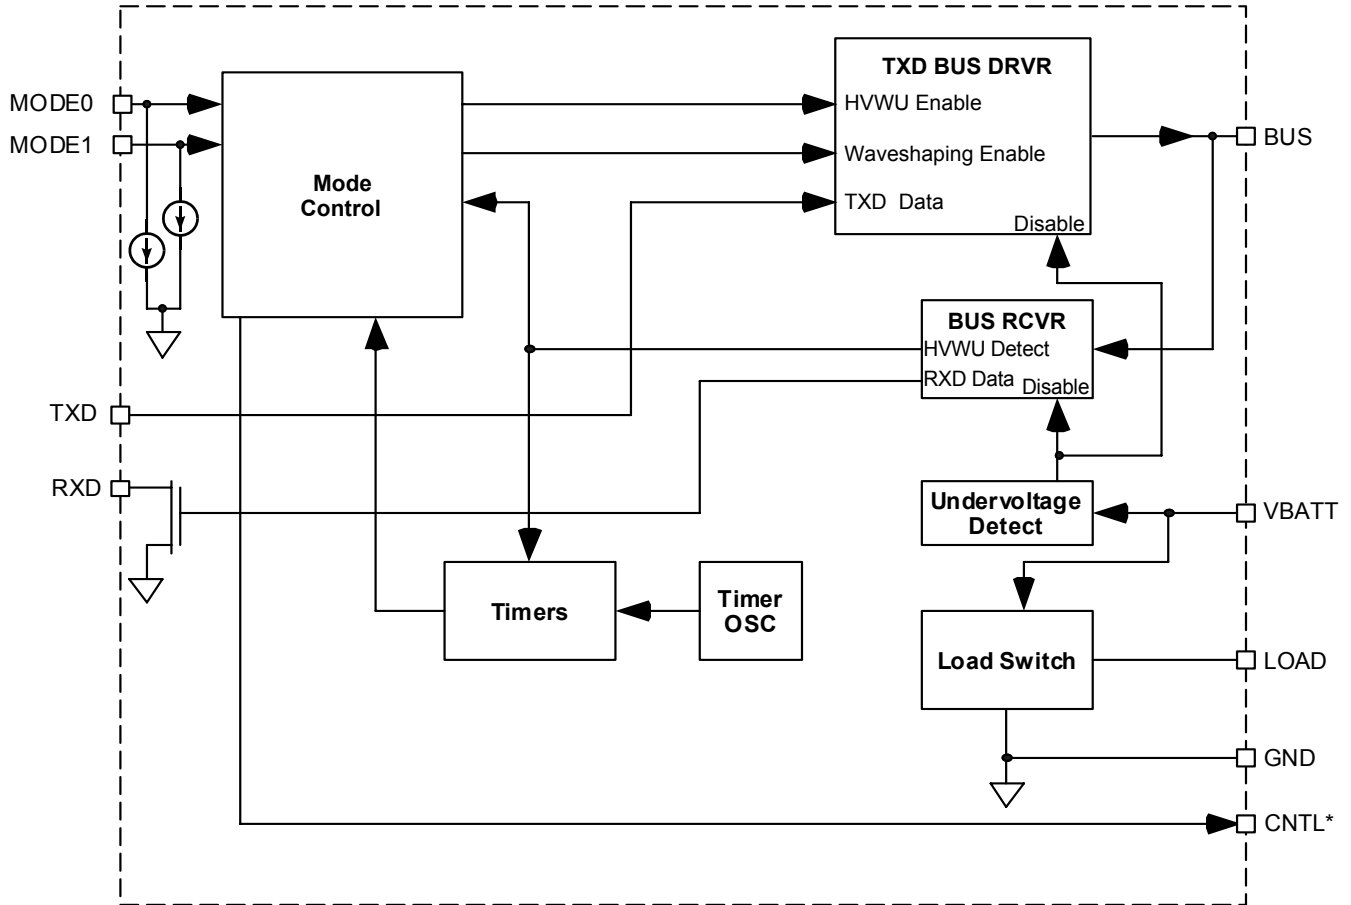 MODE0
MODE1
Mode
Control
TXD BUS DRVR
HVWU Enable
Waveshaping Enable
TXD Data
Disable
BUS
BUS RCVR
HVWU Detect
RXD Data
Disable
TXD
RXD
Undervoltage
Detect
VBATT
Timers
Timer
OSC
Load Switch
LOAD
GND
CNTL*